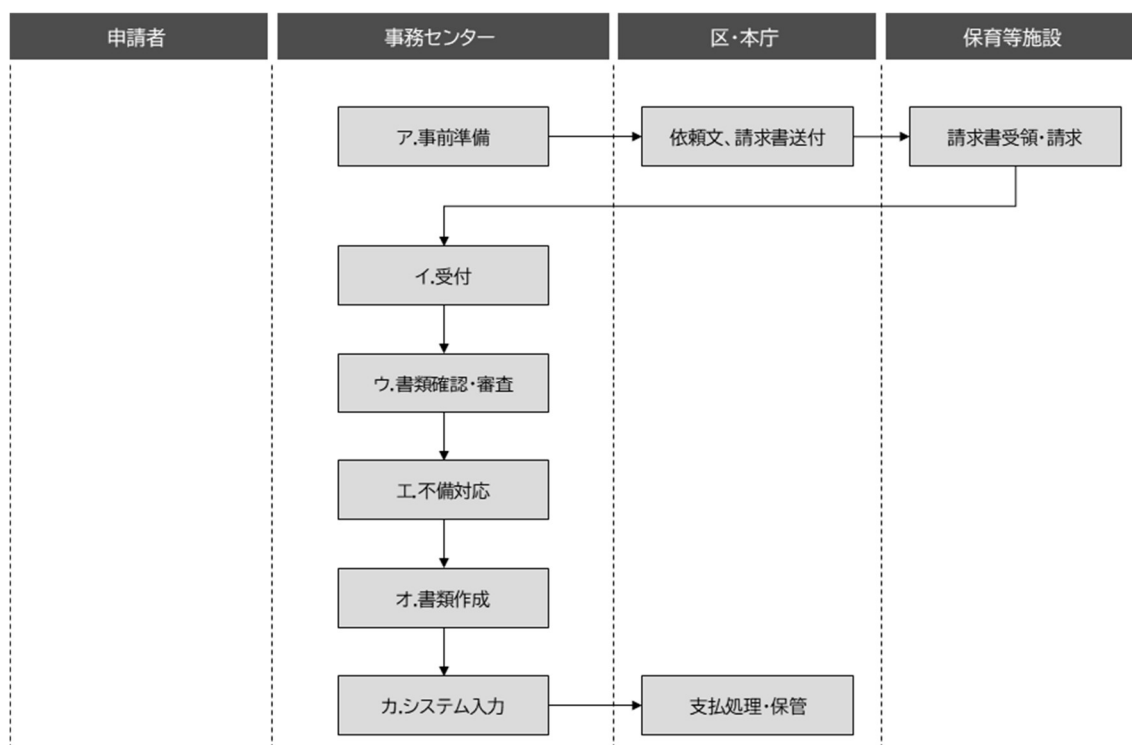 申請者
事務センター
区・本庁
保育等施設
ア.事前準備
依頼文、請求書送付
請求書受領・請求
イ.受付
ウ.書類確認・審査
エ.不備対応
オ.書類作成
カ.システム入力
支払処理・保管